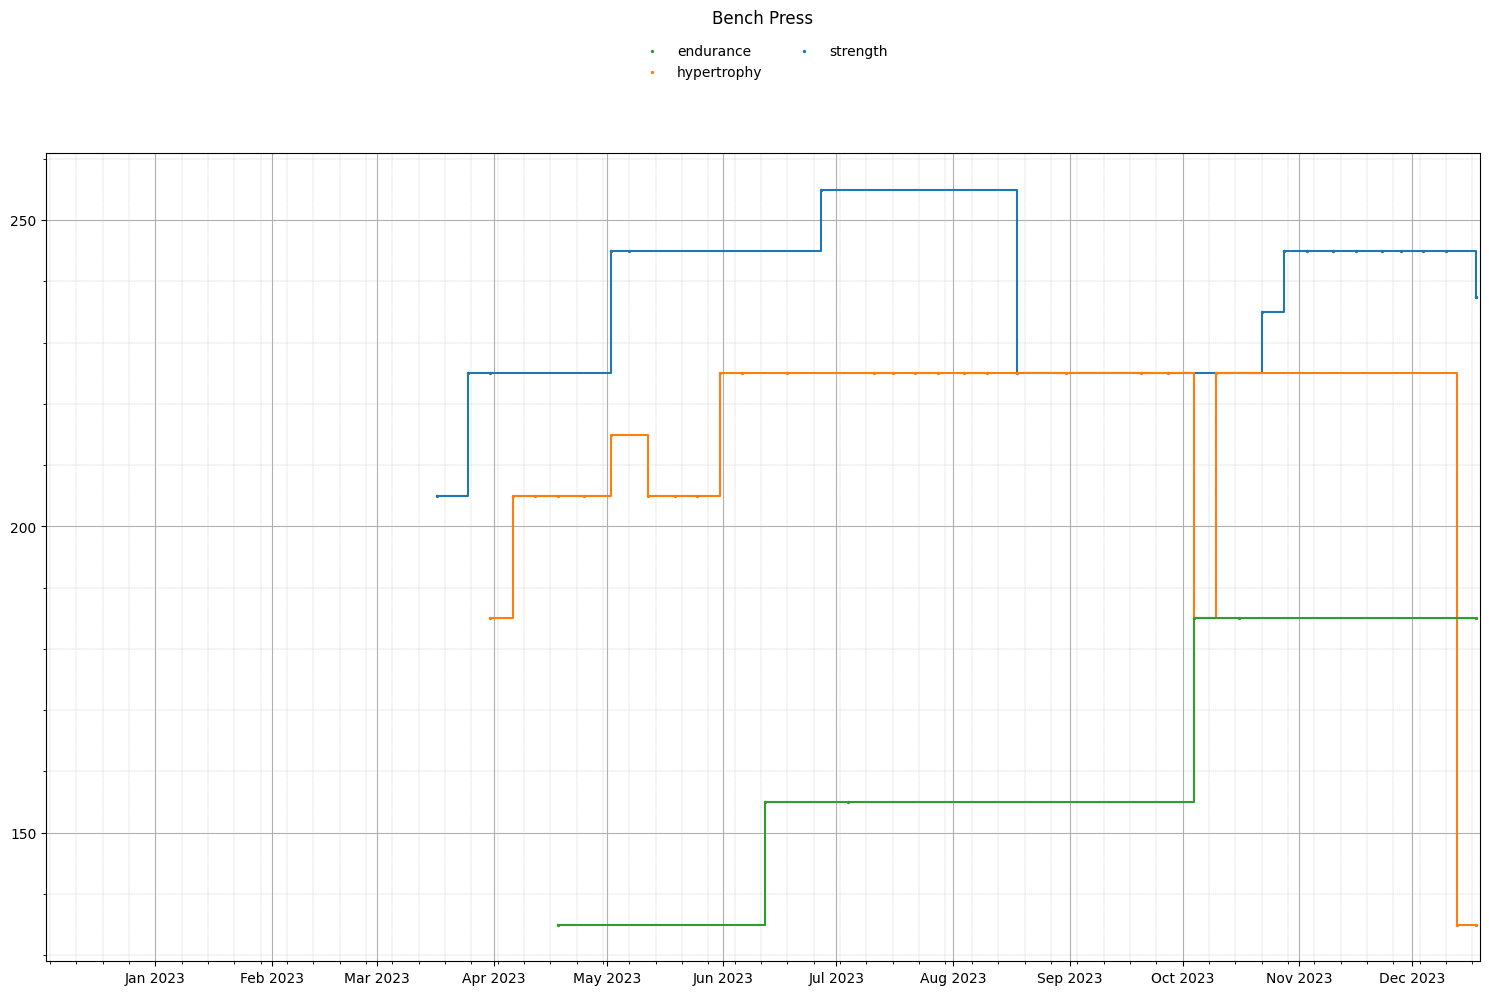 Bench Press
endurance
strength
hypertrophy
250
200
150
Jan 2023
Feb 2023
Mar 2023
Apr 2023
May 2023
Jun 2023
Jul 2023
Aug 2023
Sep 2023
Oct 2023
Nov 2023
Dec 2023